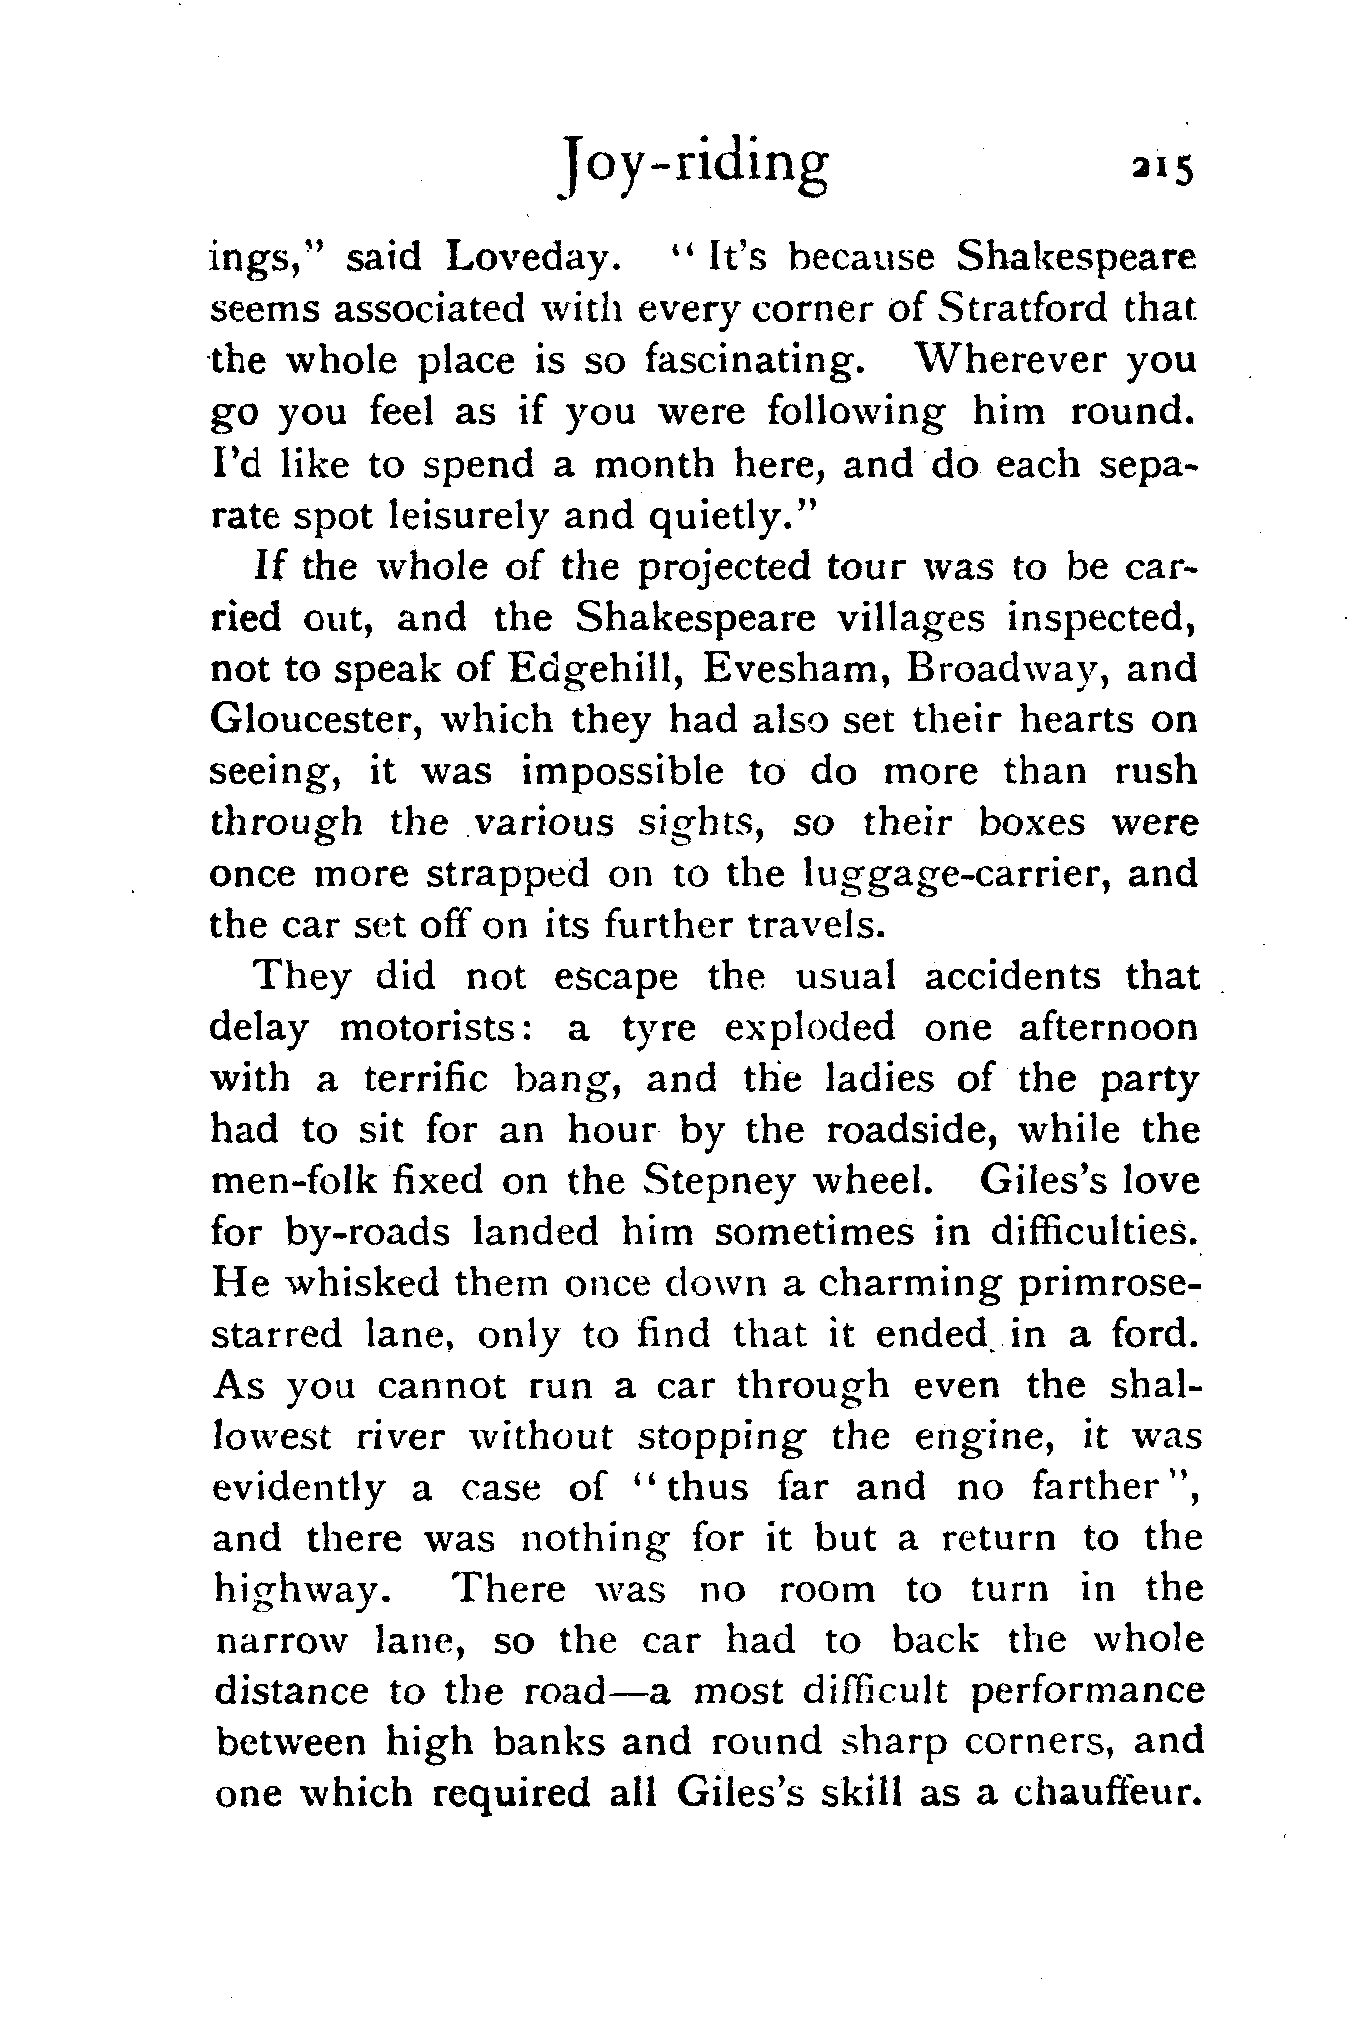 Joy-riding 215
ings," said Loveday. "It's because Shakespeare
seems associated with every corner of Stratford that
the whole place is so fascinating. Wherever you
go you feel as if you were following him round.
I'd like to spend a month here, and do each sepa-
rate spot leisurely and quietly."
If the whole of the projected tour was to be car-
ried out, and the Shakespeare villages inspected,
not to speak of Edgehill, Evesham, Broadway, and
Gloucester, which they had also set their hearts on
seeing, it was impossible to do more than rush
through the various sights, so their boxes were
once more strapped on to the luggage-carrier, and
the car set off on its further travels.
They did not escape the usual accidents that
delay motorists: a tyre exploded one afternoon
with a terrific bang, and the ladies of the party
had to sit for an hour by the roadside, while the
men-folk fixed on the Stepney wheel. Giles's love
for by-roads landed him sometimes in difficulties.
He whisked them once down a charming primrose-
starred lane, only to find that it ended in a ford.
As you cannot run a car through even the shal-
lowest river without stopping the engine, it was
evidently a case of "thus far and no farther",
and there was nothing for it but a return to the
highway. There was no room to turn in the
narrow lane, so the car had to back the whole
distance to the road—a most difficult performance
between high banks and round sharp corners, and
one which required all Giles's skill as a chauffeur.